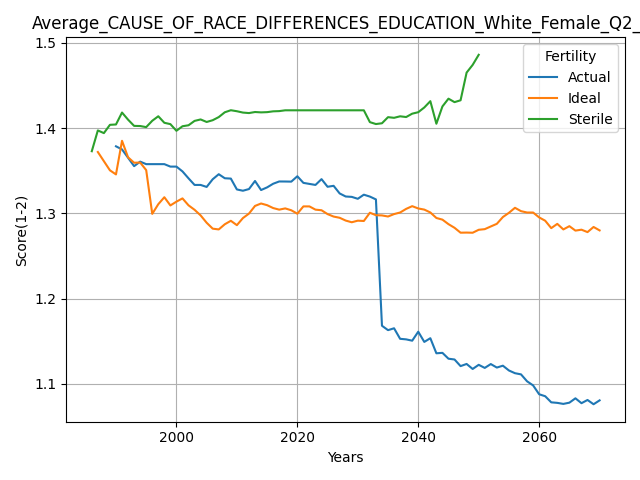 Average_CAUSE_OF_RACE_DIFFERENCES_EDUCATION_White_Female_Q2_
Score(1-2)
1.5
1.4
1.3
1.2
1.1
Fertility
Actual
Ideal
Sterile
2000 2020 2040 2060
Years